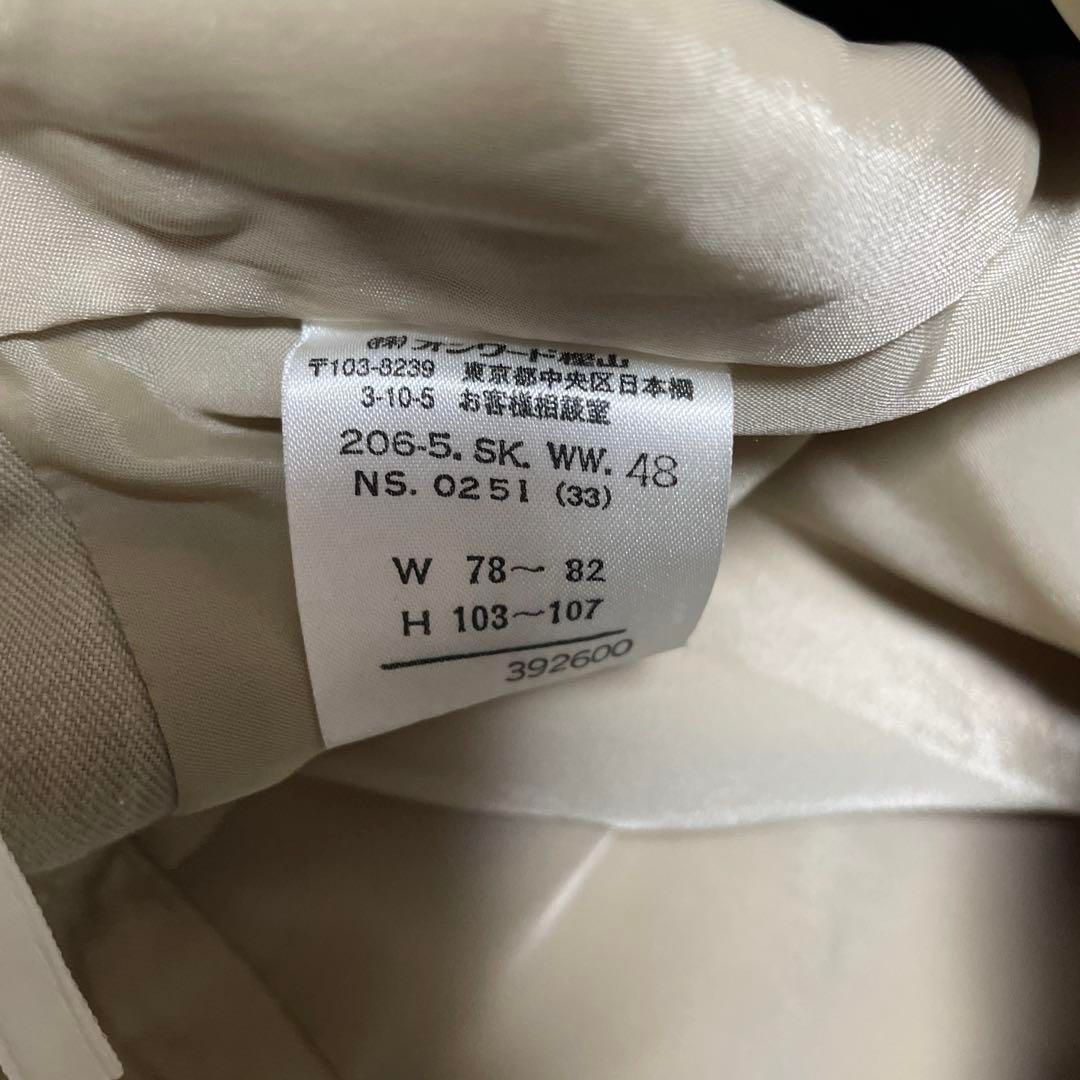 ㈱オンワード樫山
〒103-8239 東京都中央区日本橋
3-10-5 お客様相談室
206-5. SK. WW. 48
NS. 0251 (33)
W 78〜 82
H 103〜107
392600